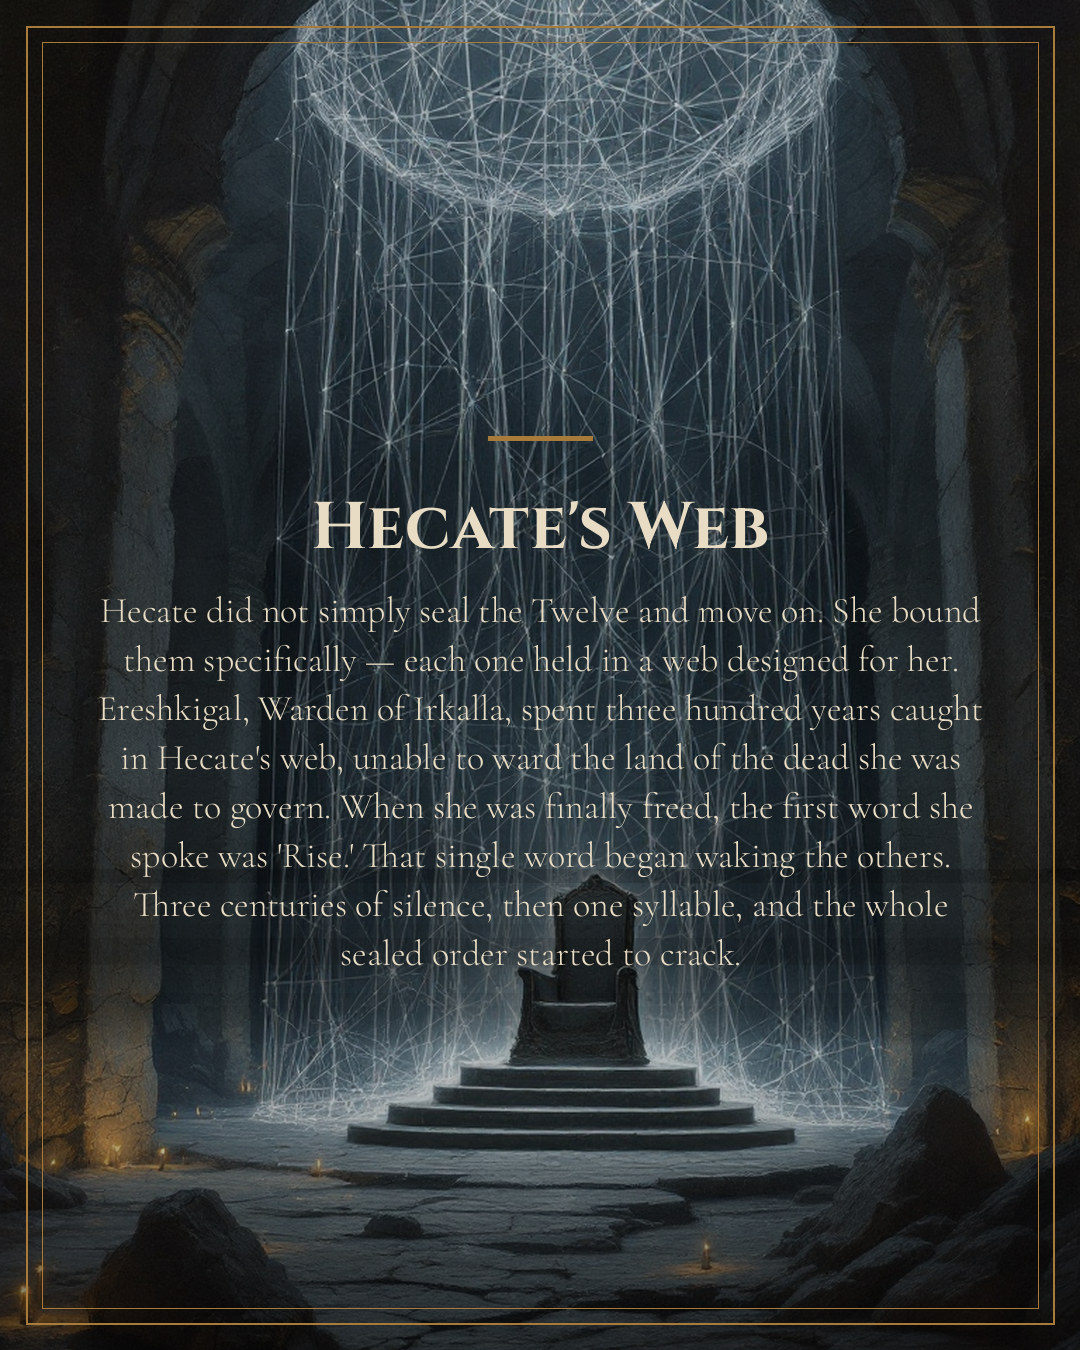 Hecate's Web
Hecate did not simply seal the Twelve and move on. She bound
them specifically — each one held in a web designed for her.
Ereshkigal, Warden of Irkalla, spent three hundred years caught
in Hecate's web, unable to ward the land of the dead she was
made to govern. When she was finally freed, the first word she
spoke was 'Rise.' That single word began waking the others.
Three centuries of silence, then one syllable, and the whole
sealed order started to crack.